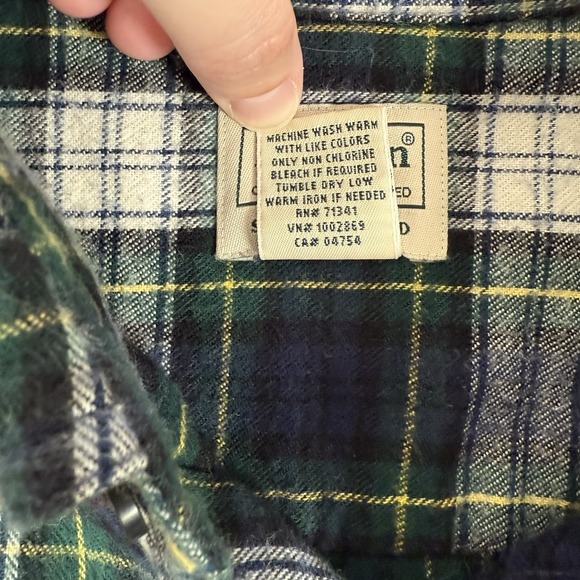 MACHINE WASH WARM
WITH LIKE COLORS
ONLY NON CHLORINE
BLEACH IF REQUIRED
TUMBLE DRY LOW
WARM IRON IF NEEDED
RN# 71341
VN# 1002869
CA# 04754